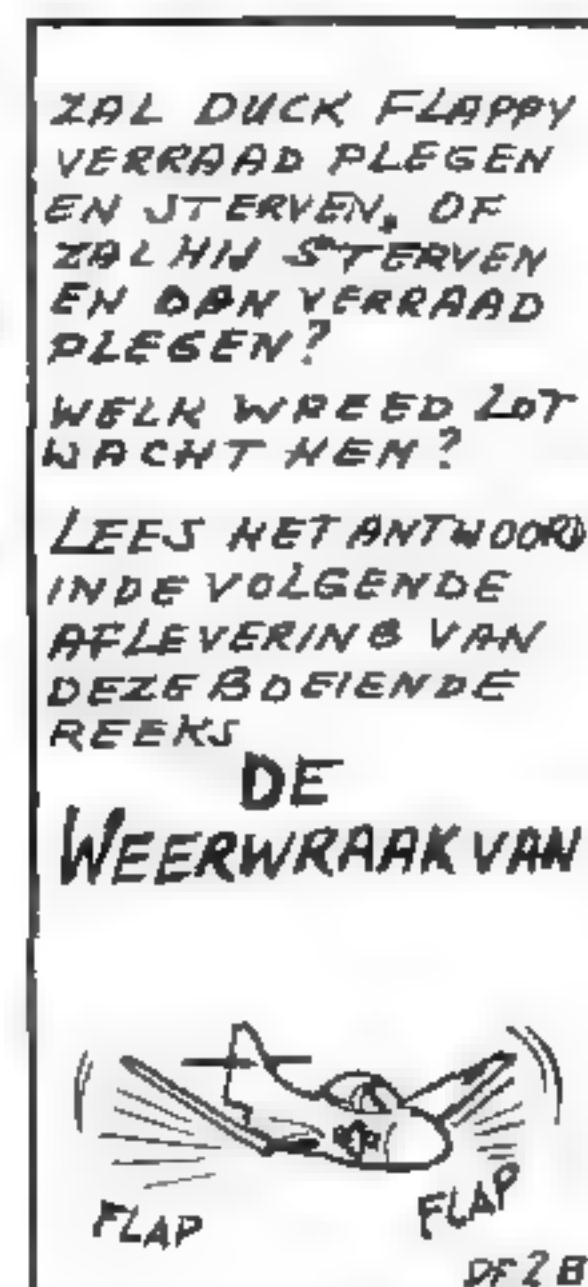 ZAL DUCK FLAPPY
VERRAAD PLEGEN
EN STERVEN, OF
ZAL HIJ STERVEN
EN DAN VERRAAD
PLEGEN?
WELK WREED LOT
WACHT HEM?
LEES HET ANTWOORD
IN DE VOLGENDE
AFLEVERING VAN
DEZE BOEIENDE
REEKS
DE
WEERWRAAK VAN
FLAP
FLAP
DF2B